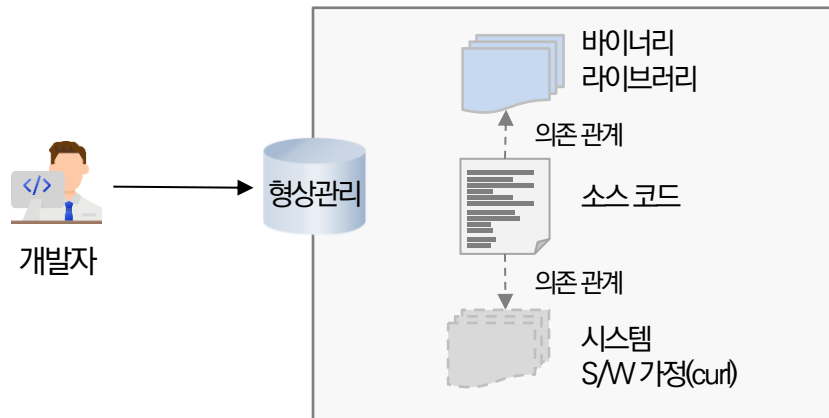 바이너리
라이브러리
의존 관계
</>
형상관리
소스 코드
개발자
의존 관계
시스템
S/W 가정(curl)